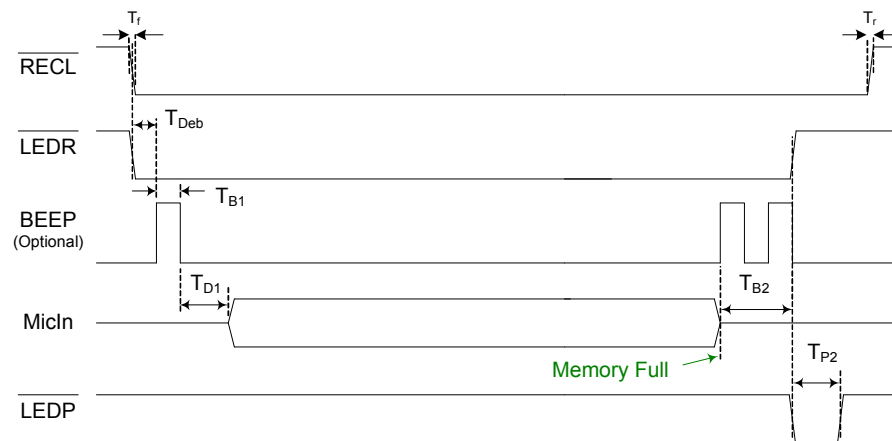 Tf
Tr
RECL
TDeb
LEDR
TB1
BEEP
(Optional)
TD1
TB2
MicIn
Memory Full
TP2
LEDP